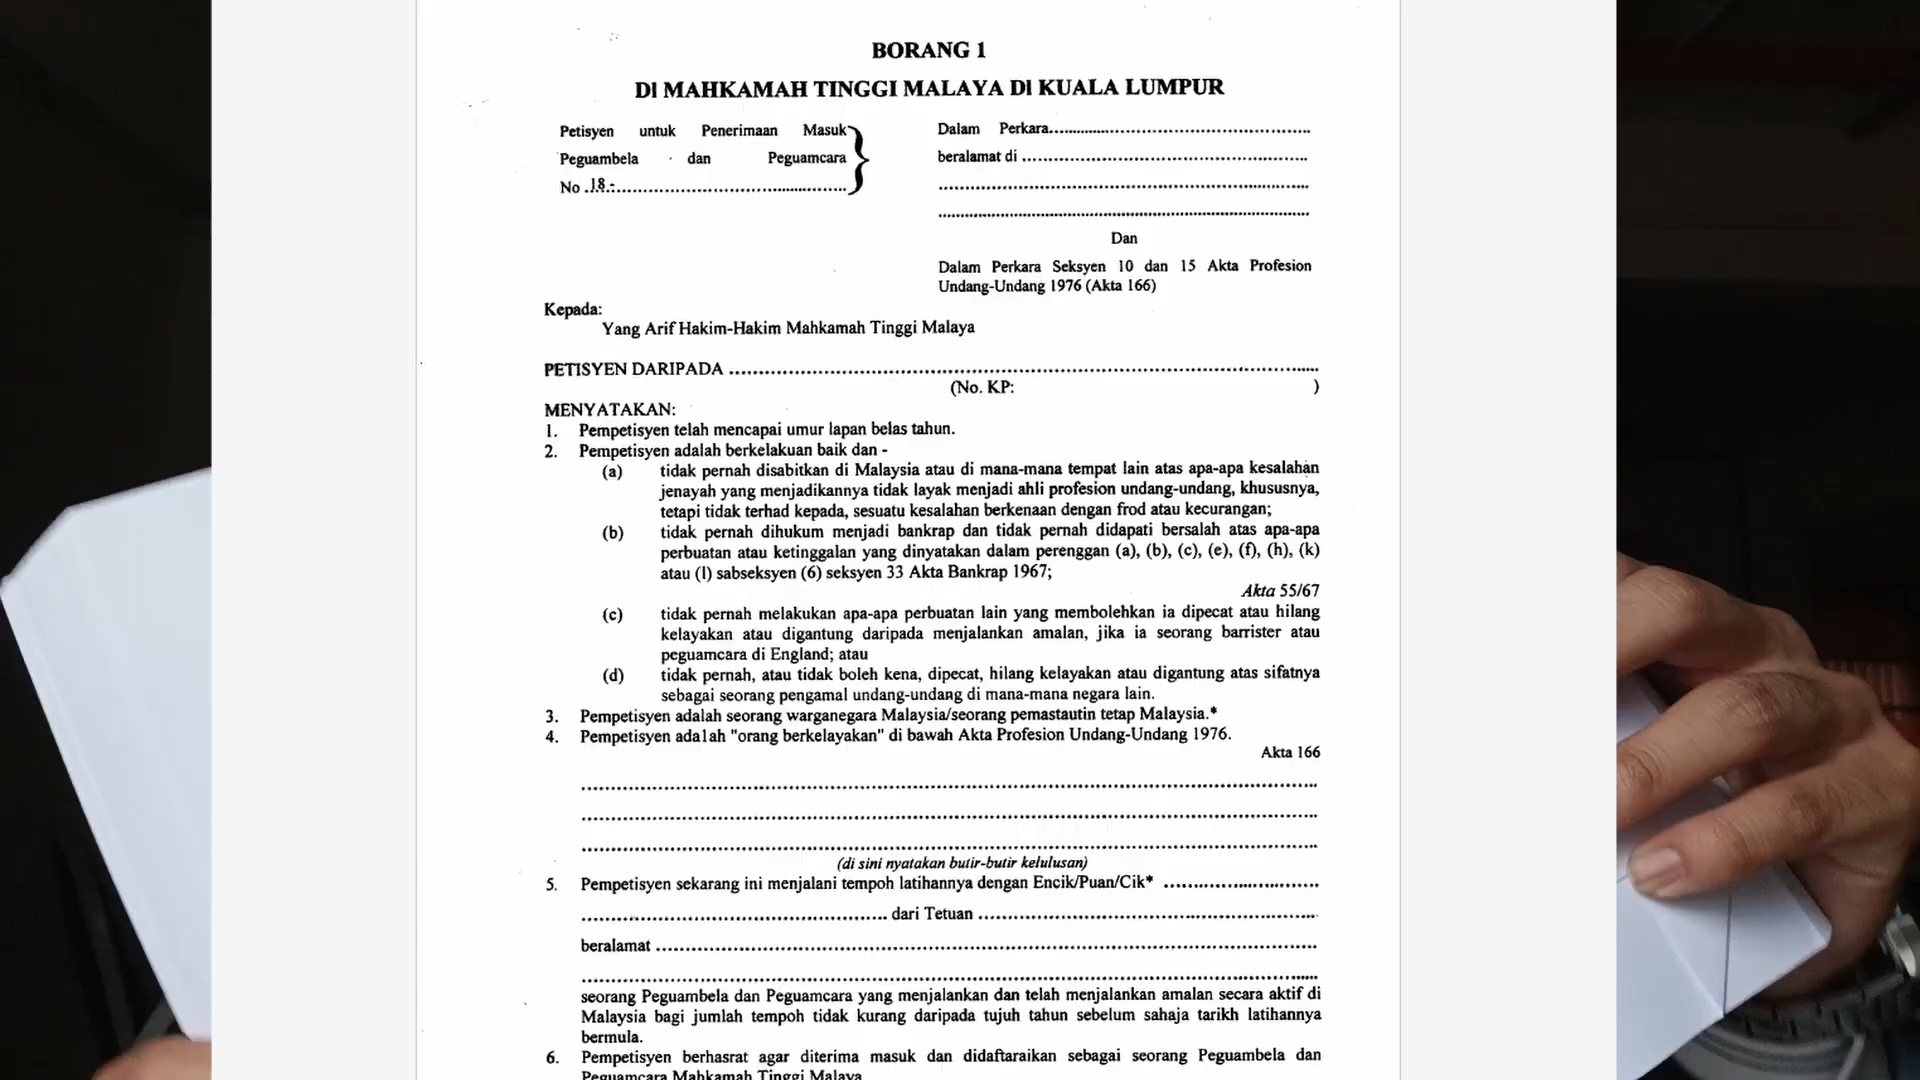 BORANG 1
DI MAHKAMAH TINGGI MALAYA DI KUALA LUMPUR
Petisyen untuk Penerimaan Masuk
Peguambela dan Peguamcara
No .18-..............................
Dalam Perkara..............................
beralamat di ..............................
Dan
Dalam Perkara Seksyen 10 dan 15 Akta Profesion
Undang-Undang 1976 (Akta 166)
Kepada:
Yang Arif Hakim-Hakim Mahkamah Tinggi Malaya
PETISYEN DARIPADA ..............................
(No. KP: )
MENYATAKAN:
1. Pempetisyen telah mencapai umur lapan belas tahun.
2. Pempetisyen adalah berkelakuan baik dan -
(a) tidak pernah disabitkan di Malaysia atau di mana-mana tempat lain atas apa-apa kesalahan
jenayah yang menjadikannya tidak layak menjadi ahli profesion undang-undang, khususnya,
tetapi tidak terhad kepada, sesuatu kesalahan berkenaan dengan frod atau kecurangan;
(b) tidak pernah dihukum menjadi bankrap dan tidak pernah didapati bersalah atas apa-apa
perbuatan atau ketinggalan yang dinyatakan dalam perenggan (a), (b), (c), (e), (f), (h), (k)
atau (l) sabseksyen (6) seksyen 33 Akta Bankrap 1967;
Akta 55/67
(c) tidak pernah melakukan apa-apa perbuatan lain yang membolehkan ia dipecat atau hilang
kelayakan atau digantung daripada menjalankan amalan, jika ia seorang barrister atau
peguamcara di England; atau
(d) tidak pernah, atau tidak boleh kena, dipecat, hilang kelayakan atau digantung atas sifatnya
sebagai seorang pengamal undang-undang di mana-mana negara lain.
3. Pempetisyen adalah seorang warganegara Malaysia/seorang pemastautin tetap Malaysia.*
4. Pempetisyen adalah "orang berkelayakan" di bawah Akta Profesion Undang-Undang 1976.
Akta 166
(di sini nyatakan butir-butir kelulusan)
5. Pempetisyen sekarang ini menjalani tempoh latihannya dengan Encik/Puan/Cik* ..............................
.............................. dari Tetuan ..............................
beralamat ..............................
seorang Peguambela dan Peguamcara yang menjalankan dan telah menjalankan amalan secara aktif di
Malaysia bagi jumlah tempoh tidak kurang daripada tujuh tahun sebelum sahaja tarikh latihannya
bermula.
6. Pempetisyen berhasrat agar diterima masuk dan didaftaraikan sebagai seorang Peguambela dan
Peguamcara Mahkamah Tinggi Malaya